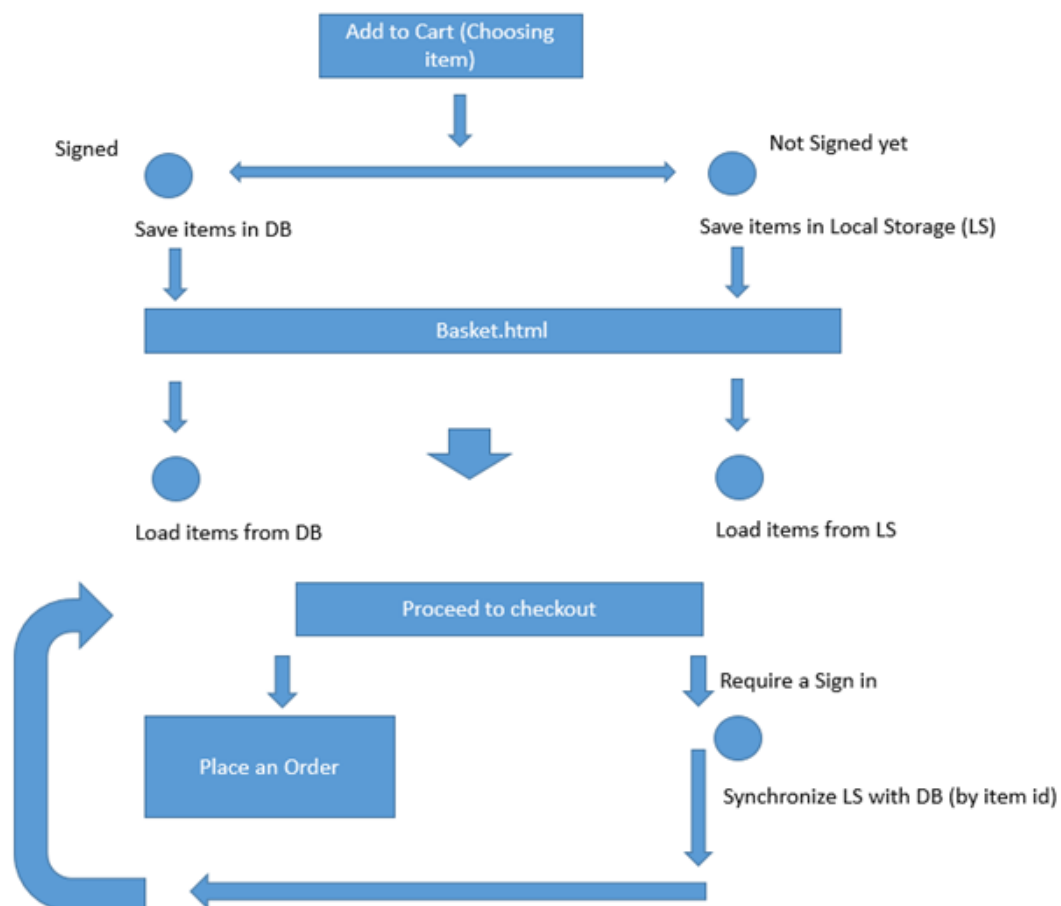 Add to Cart (Choosing
item)
Signed
Not Signed yet
Save items in DB
Save items in Local Storage (LS)
Basket.html
Load items from DB
Load items from LS
Proceed to checkout
Require a Sign in
Place an Order
Synchronize LS with DB (by item id)